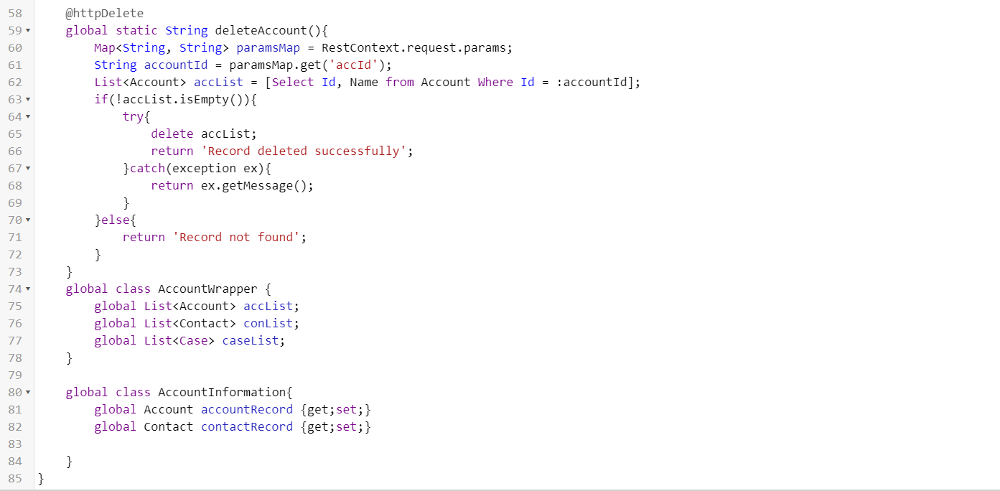 58 @httpDelete
59 global static String deleteAccount(){
60 Map<String, String> paramsMap = RestContext.request.params;
61 String accountId = paramsMap.get('accId');
62 List<Account> accList = [Select Id, Name from Account Where Id = :accountId];
63 if(!accList.isEmpty()){
64 try{
65 delete accList;
66 return 'Record deleted successfully';
67 }catch(exception ex){
68 return ex.getMessage();
69 }
70 }else{
71 return 'Record not found';
72 }
73 }
74 global class AccountWrapper {
75 global List<Account> accList;
76 global List<Contact> conList;
77 global List<Case> caseList;
78 }
79
80 global class AccountInformation{
81 global Account accountRecord {get;set;}
82 global Contact contactRecord {get;set;}
83
84 }
85 }